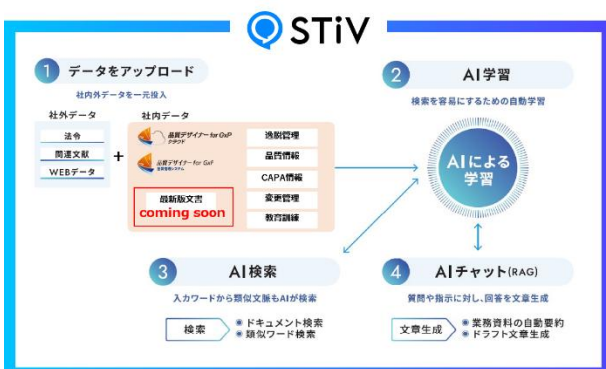 STiV
1 データをアップロード
社内外データを一元投入
社外データ
法令
関連文献
WEBデータ
+
社内データ
品質デザイナー for GxP
クラウド
品質デザイナー for GxP
最新版文書
coming soon
逸脱管理
品質情報
CAPA情報
変更管理
教育訓練
2 AI学習
検索を容易にするための自動学習
AIによる
学習
3 AI検索
入力ワードから類似文脈もAIが検索
検索
ドキュメント検索
類似ワード検索
4 AIチャット(RAG)
質問や指示に対し、回答を文章生成
文章生成
業務資料の自動要約
ドラフト文章生成